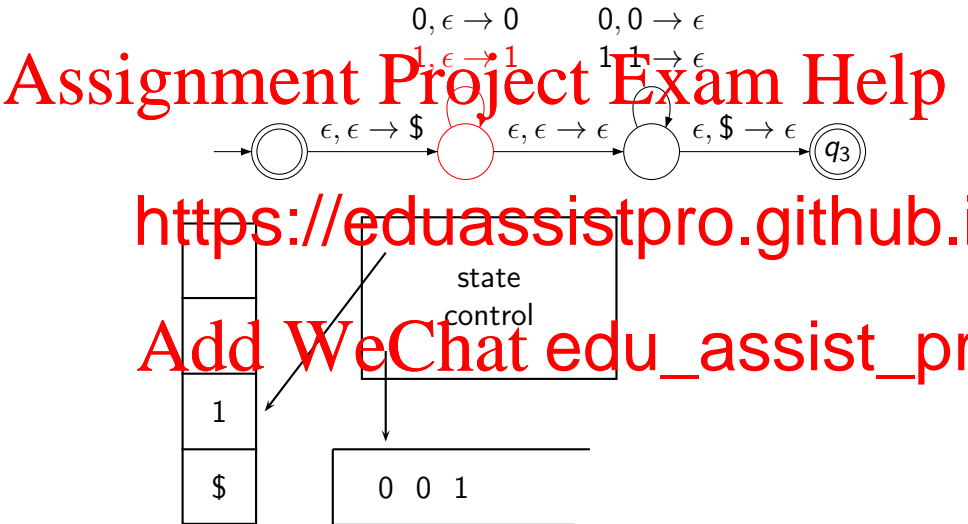 0, ϵ → 0 0, 0 → ϵ
1, ϵ → 1 1, 1 → ϵ
Assignment Project Exam Help
ϵ, ϵ → $ ϵ, ϵ → ϵ ϵ, $ → ϵ
q₃
https://eduassistpro.github.i
state
control
Add WeChat edu_assist_pr
1
$ 0 0 1